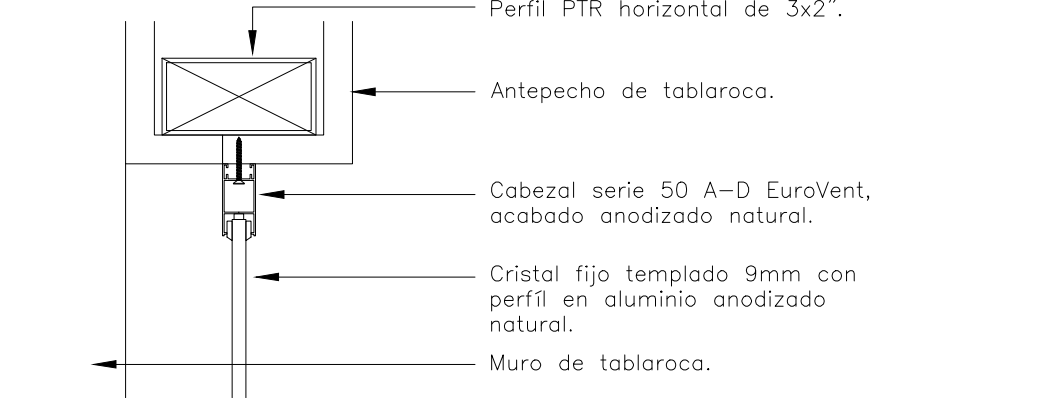 Perfil PTR horizontal de 3x2".
Antepecho de tablaroca.
Cabezal serie 50 A-D EuroVent,
acabado anodizado natural.
Cristal fijo templado 9mm con
perfíl en aluminio anodizado
natural.
Muro de tablaroca.